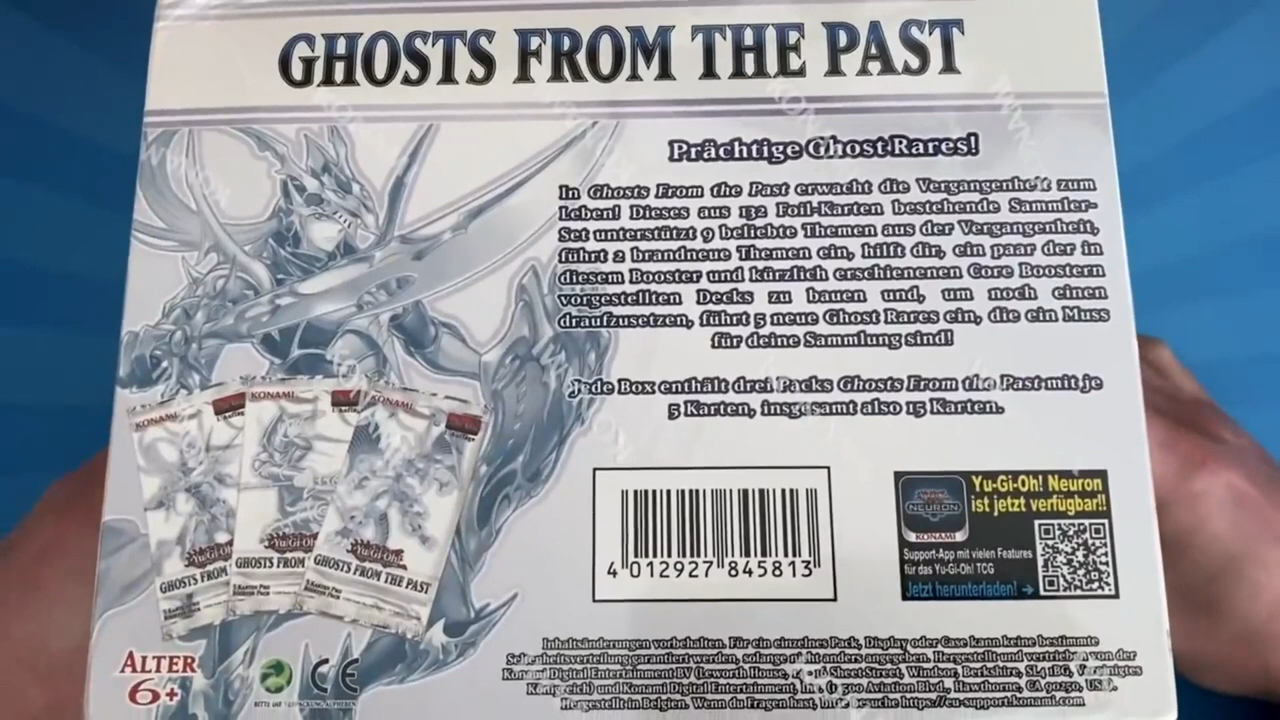 GHOSTS FROM THE PAST
Prächtige Ghost Rares!
In Ghosts From the Past erwacht die Vergangenheit zum
Leben! Dieses aus 132 Foil-Karten bestehende Sammler-
Set unterstützt 9 beliebte Themen aus der Vergangenheit,
führt 2 brandneue Themen ein, hilft dir, ein paar der in
diesem Booster und kürzlich erschienenen Core Boostern
vorgestellten Decks zu bauen und, um noch einen
draufzusetzen, führt 5 neue Ghost Rares ein, die ein Muss
für deine Sammlung sind!
Jede Box enthält drei Packs Ghosts From the Past mit je
5 Karten, insgesamt also 15 Karten.
KONAMI
KONAMI
KONAMI
Yu-Gi-Oh!
GHOSTS FROM
GHOSTS FROM
GHOSTS FROM THE PAST
5 Karten pro
Booster Pack
4 012927 845813
NEURON
KONAMI
Yu-Gi-Oh! Neuron
ist jetzt verfügbar!!
Support-App mit vielen Features
für das Yu-Gi-Oh! TCG
Jetzt herunterladen! →
ALTER
6+
CE
Inhaltsänderungen vorbehalten. Für ein einzelnes Pack, Display oder Case kann keine bestimmte
Seltenheitsverteilung garantiert werden, solange nicht anders angegeben. Hergestellt und vertrieben von der
Konami Digital Entertainment BV (Leworth House, Sheet Street, Windsor, Berkshire, SL4 1BG, Vereinigtes
Königreich) und Konami Digital Entertainment, Inc. 500 Aviation Blvd., Hawthorne, CA 90250, USA).
Hergestellt in Belgien. Wenn du Fragen hast, bitte besuche https://eu-support.konami.com